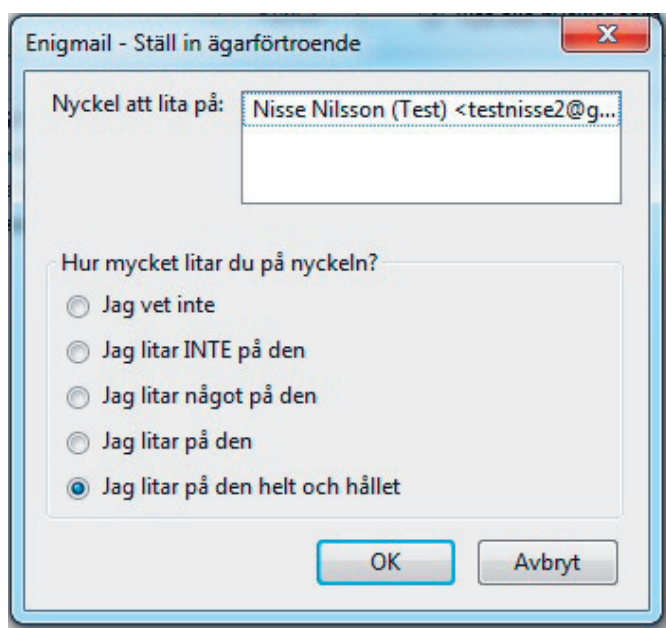 Enigmail - Ställ in ägarförtroende
Nyckel att lita på:
Nisse Nilsson (Test) <testnisse2@g...
Hur mycket litar du på nyckeln?
Jag vet inte
Jag litar INTE på den
Jag litar något på den
Jag litar på den
Jag litar på den helt och hållet
OK
Avbryt